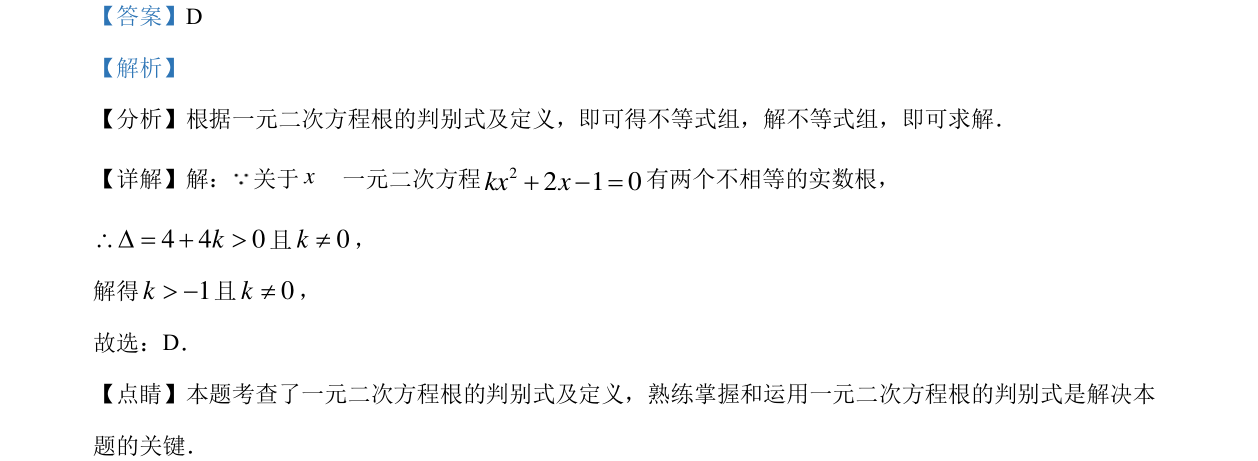 【答案】D
【解析】
【分析】根据一元二次方程根的判别式及定义，即可得不等式组，解不等式组，即可求解．
【详解】解：∵关于 x 一元二次方程 kx²+2x−1=0 有两个不相等的实数根，
∴Δ=4+4k>0且k≠0，
解得k>−1且k≠0，
故选：D．
【点睛】本题考查了一元二次方程根的判别式及定义，熟练掌握和运用一元二次方程根的判别式是解决本
题的关键．